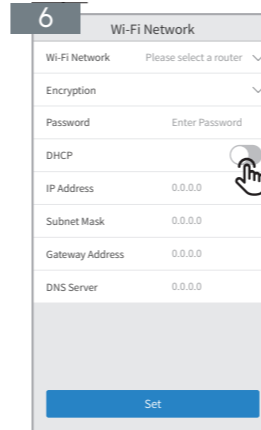 6
Wi-Fi Network
Wi-Fi Network Please select a router
Encryption
Password Enter Password
DHCP
IP Address 0.0.0.0
Subnet Mask 0.0.0.0
Gateway Address 0.0.0.0
DNS Server 0.0.0.0
Set